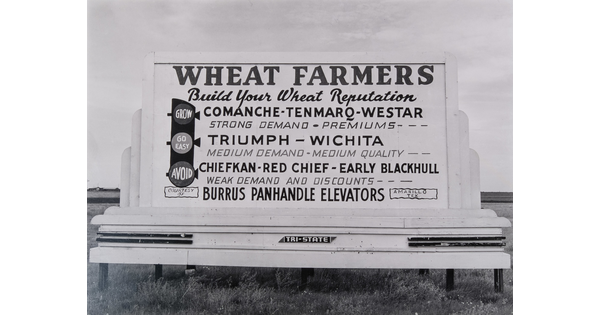 WHEAT FARMERS
Build Your Wheat Reputation
GROW
COMANCHE-TENMARQ-WESTAR
STRONG DEMAND - PREMIUMS - - -
GO EASY
TRIUMPH - WICHITA
MEDIUM DEMAND - MEDIUM QUALITY - - -
AVOID
CHIEFKAN-RED CHIEF-EARLY BLACKHULL
WEAK DEMAND AND DISCOUNTS - - -
COURTESY OF BURRUS PANHANDLE ELEVATORS AMARILLO TEX
TRI-STATE